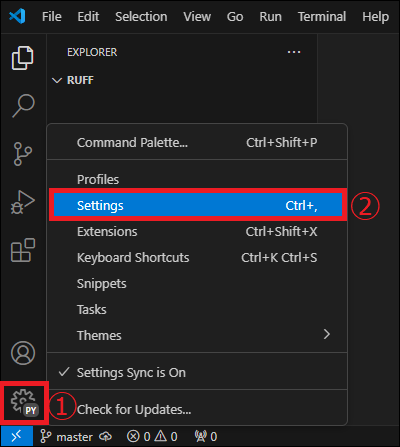 File Edit Selection View Go Run Terminal Help
EXPLORER ...
RUFF
Command Palette... Ctrl+Shift+P
Profiles
Settings Ctrl+, ②
Extensions Ctrl+Shift+X
Keyboard Shortcuts Ctrl+K Ctrl+S
Snippets
Tasks
Themes
Settings Sync is On
PY ①
Check for Updates...
master 0 0 0